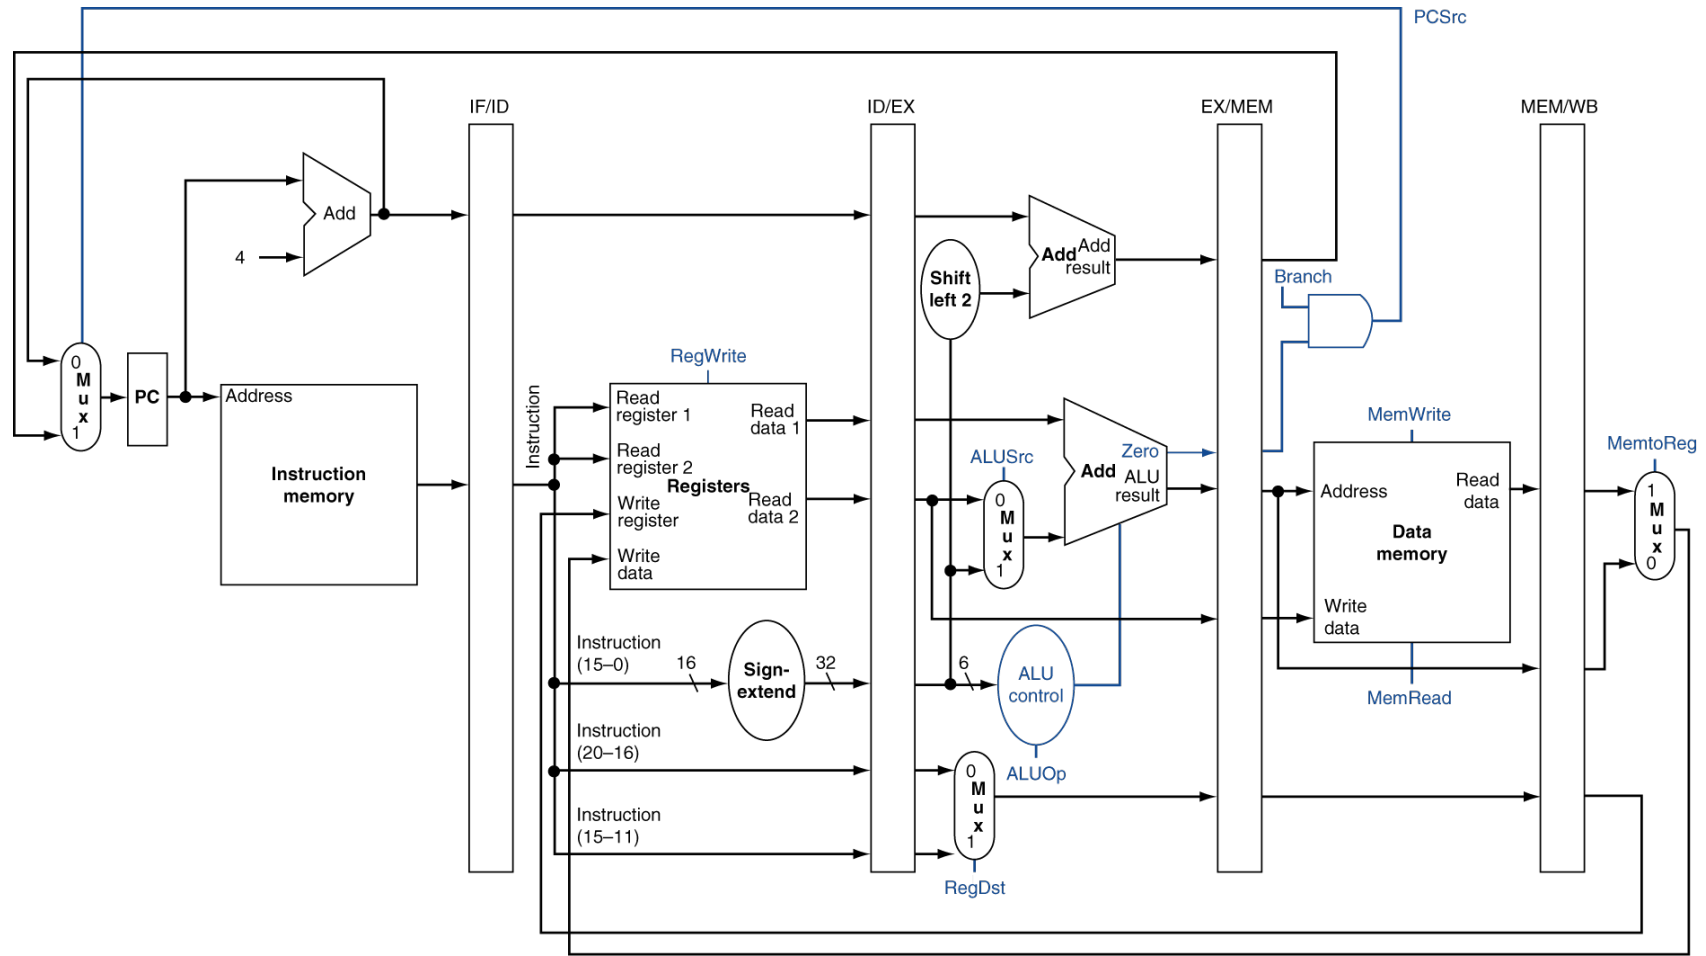 PCSrc
IF/ID
ID/EX
EX/MEM
MEM/WB
Add
4
Add
Add
result
Shift
left 2
Branch
0
M
u
x
1
PC
Address
Instruction
memory
Instruction
RegWrite
Read
register 1
Read
register 2
Write
register
Write
data
Registers
Read
data 1
Read
data 2
ALUSrc
0
M
u
x
1
Zero
Add
ALU
result
MemWrite
Address
Read
data
Data
memory
Write
data
MemRead
MemtoReg
1
M
u
x
0
Instruction
(15–0)
16
Sign-
extend
32
6
ALU
control
ALUOp
Instruction
(20–16)
Instruction
(15–11)
0
M
u
x
1
RegDst